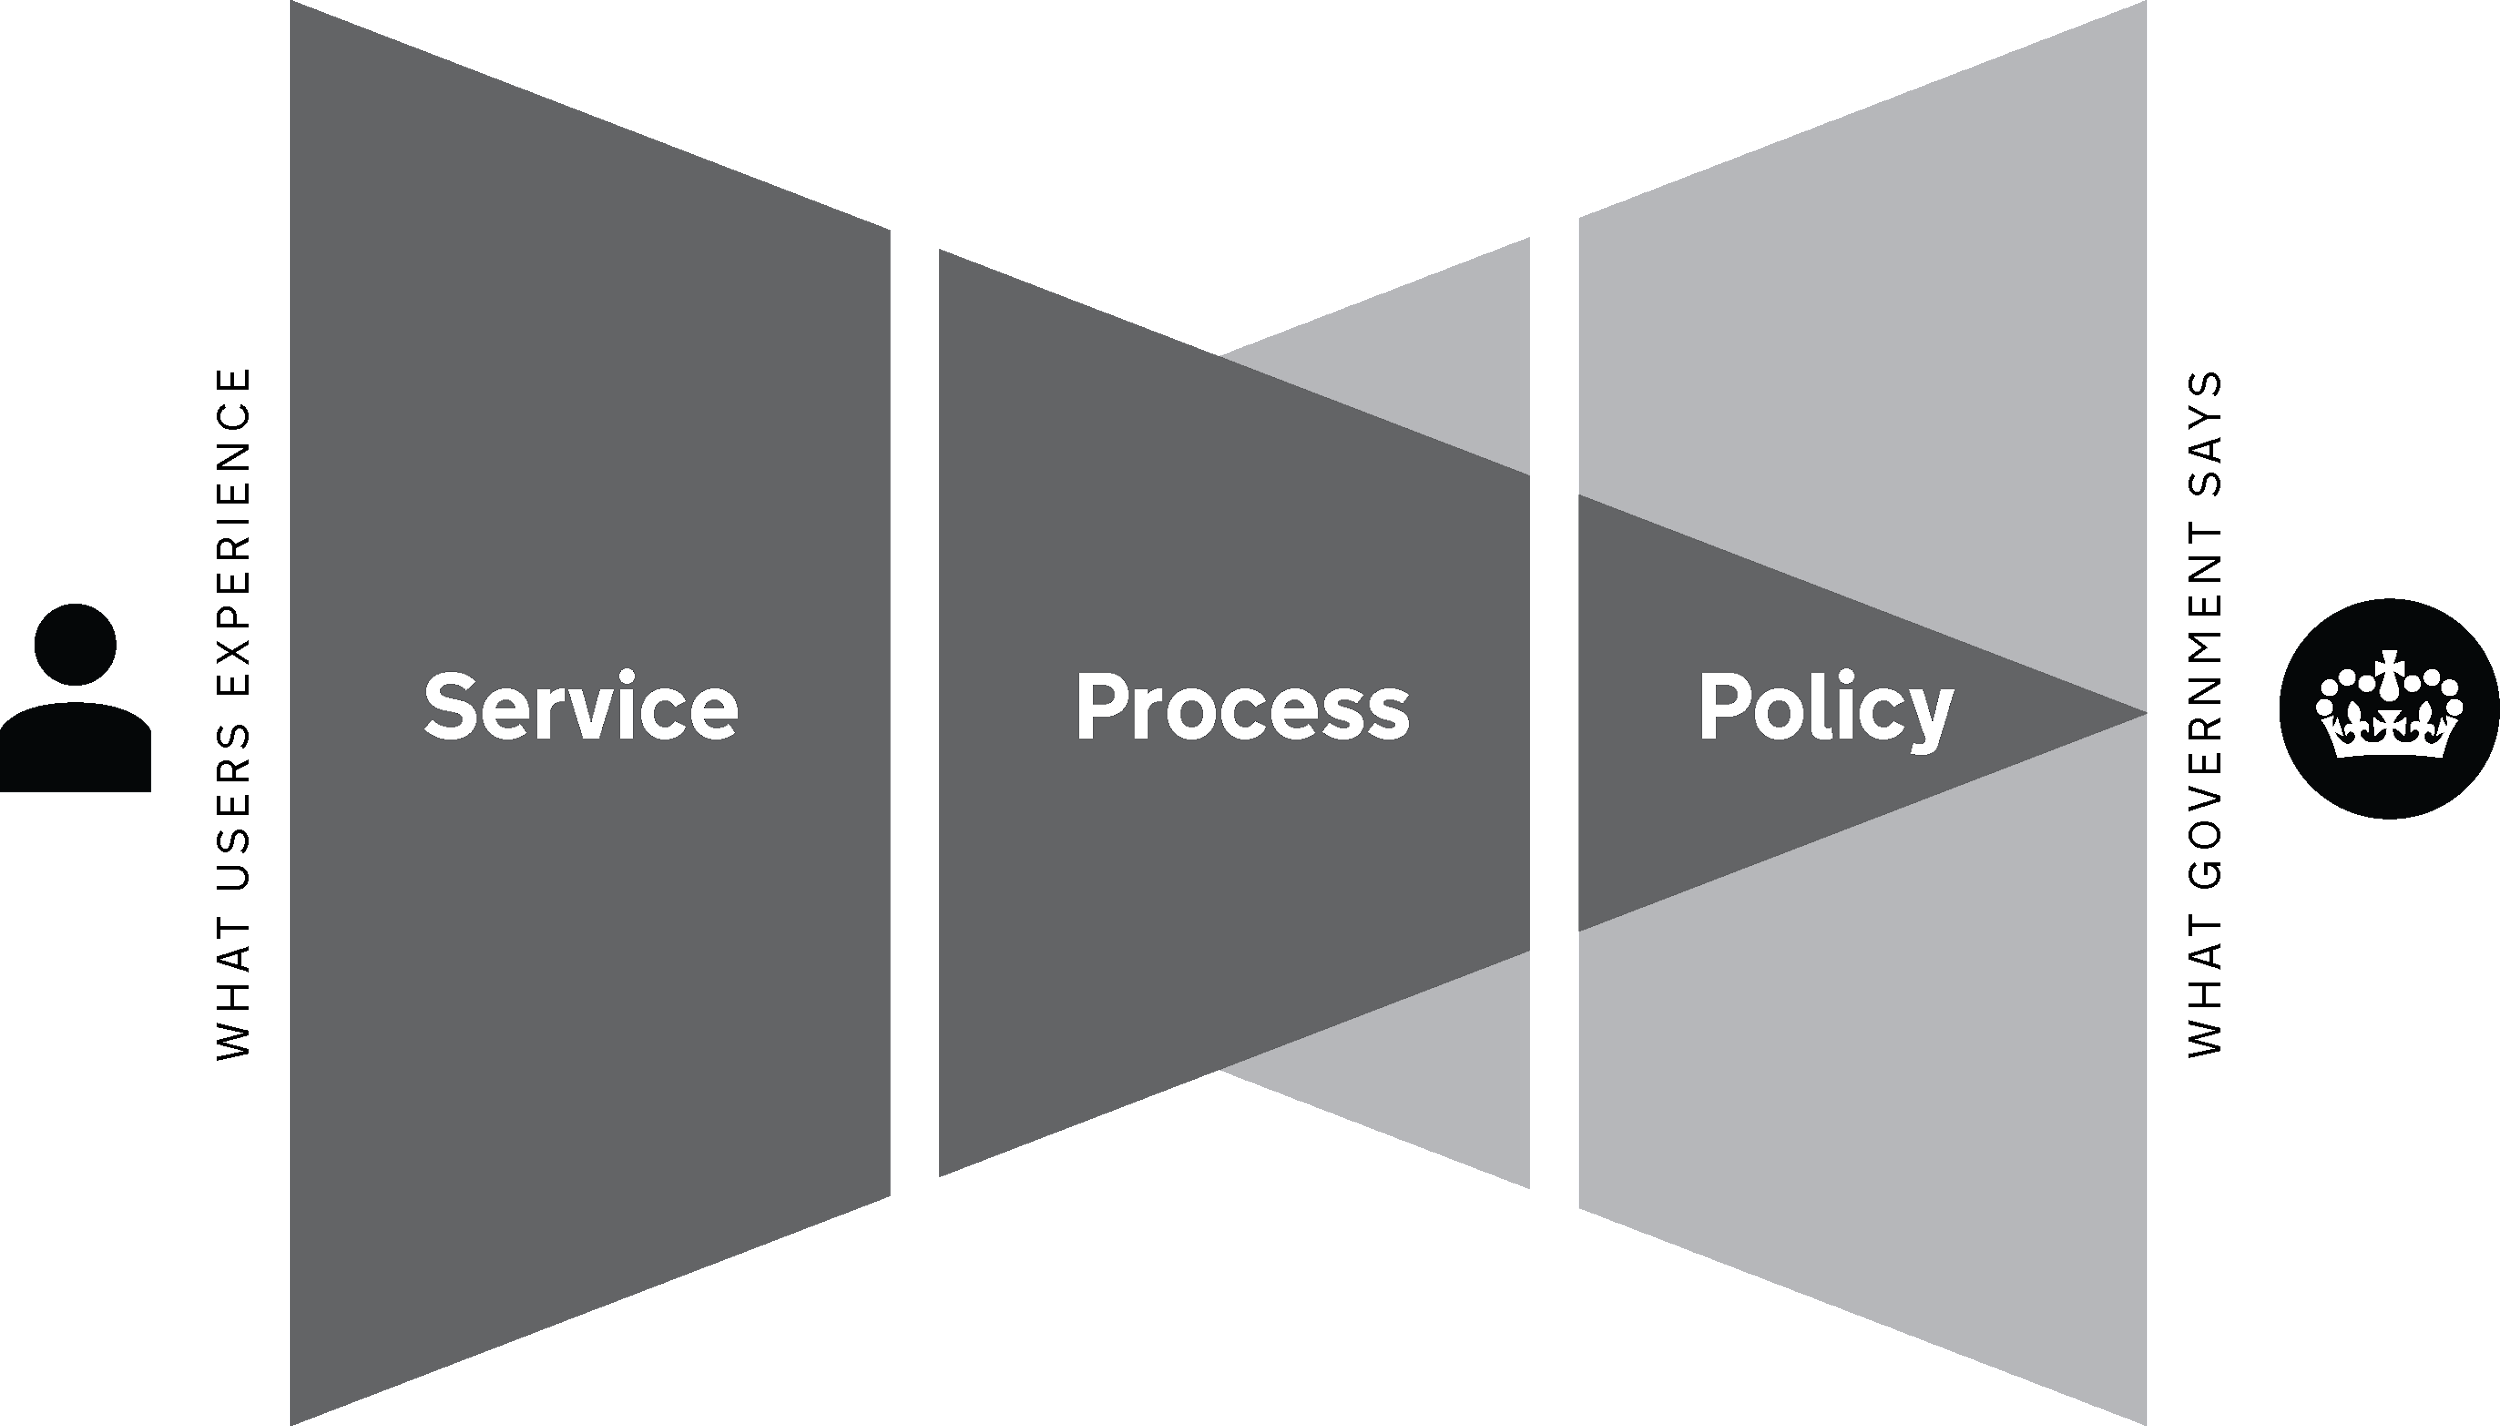 WHAT USERS EXPERIENCE
Service
Process
Policy
WHAT GOVERNMENT SAYS